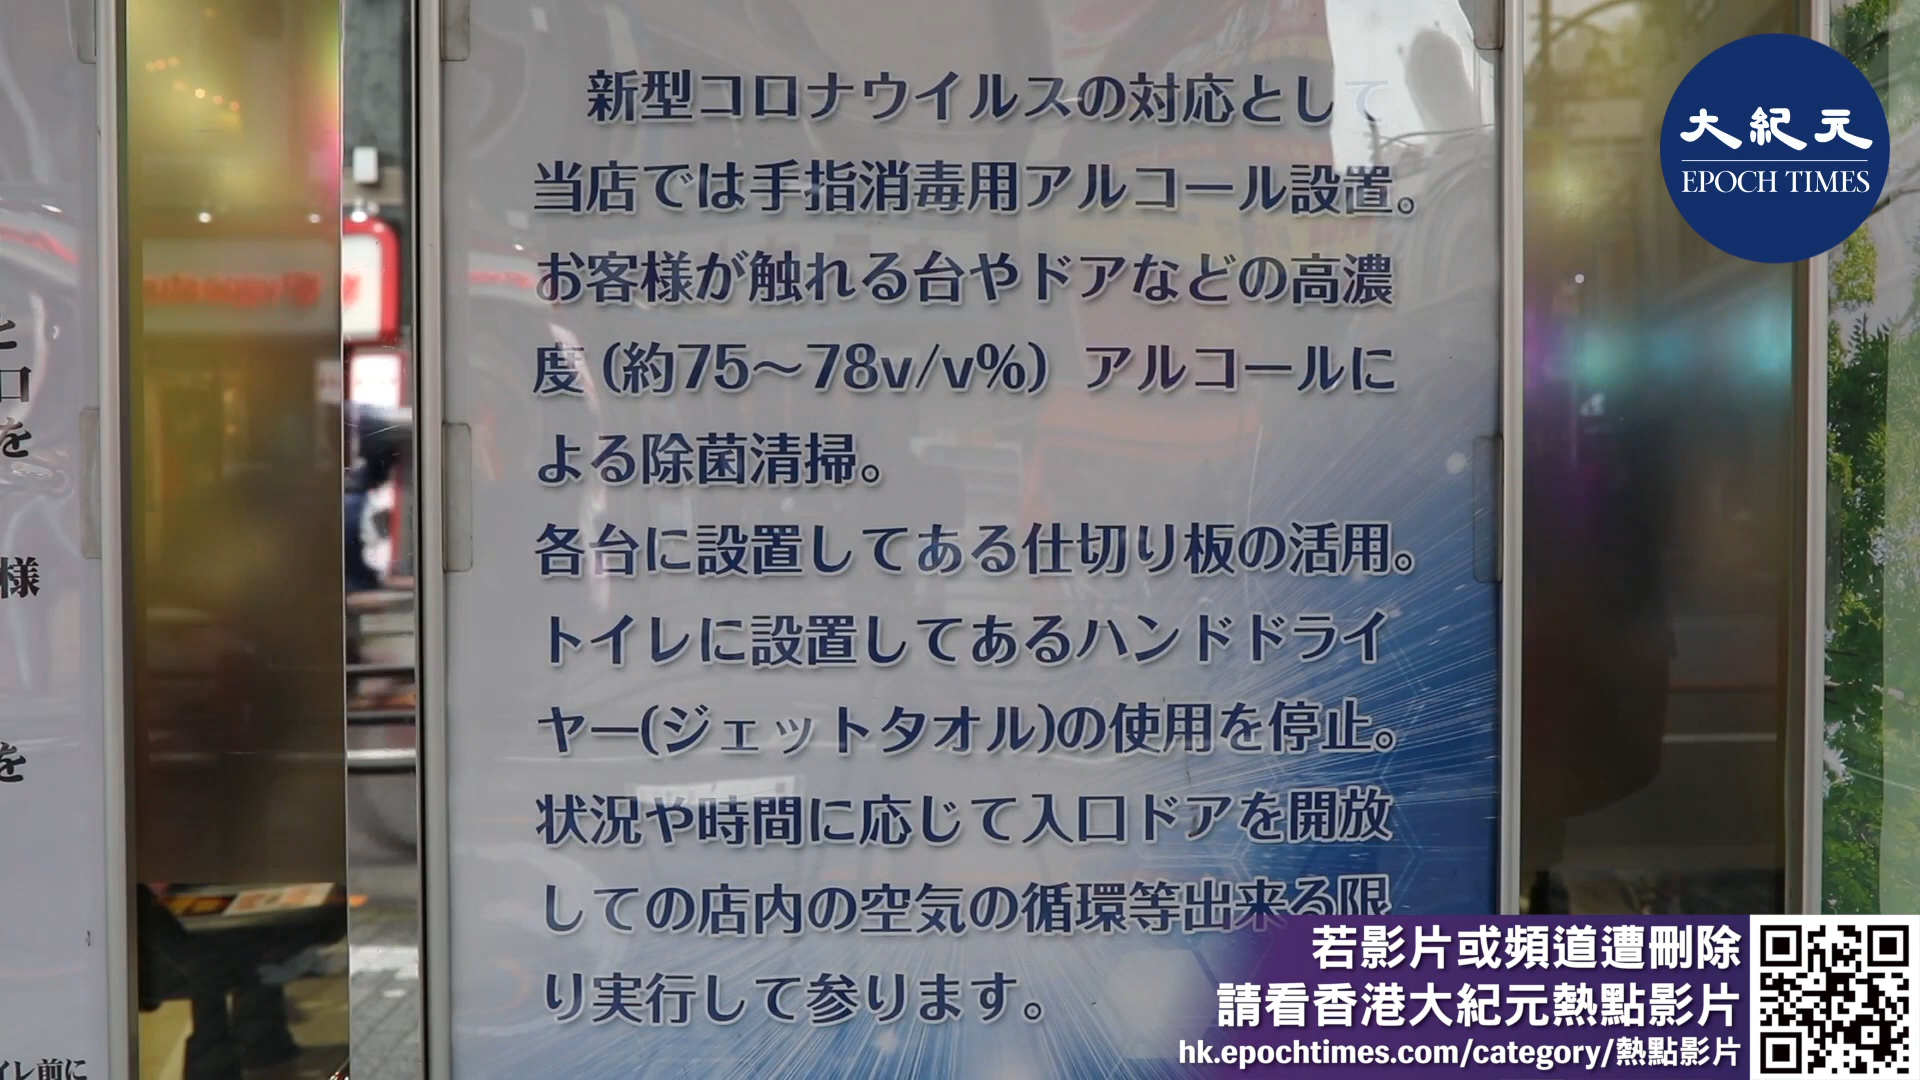 新型コロナウイルスの対応として
当店では手指消毒用アルコール設置。
お客様が触れる台やドアなどの高濃
度(約75～78v/v%)アルコールに
よる除菌清掃。
各台に設置してある仕切り板の活用。
トイレに設置してあるハンドドライ
ヤー(ジェットタオル)の使用を停止。
状況や時間に応じて入口ドアを開放
しての店内の空気の循環等出来る限
り実行して参ります。
と
口
を
様
を
イレ前に
大紀元
EPOCH TIMES
若影片或頻道遭刪除
請看香港大紀元熱點影片
hk.epochtimes.com/category/熱點影片